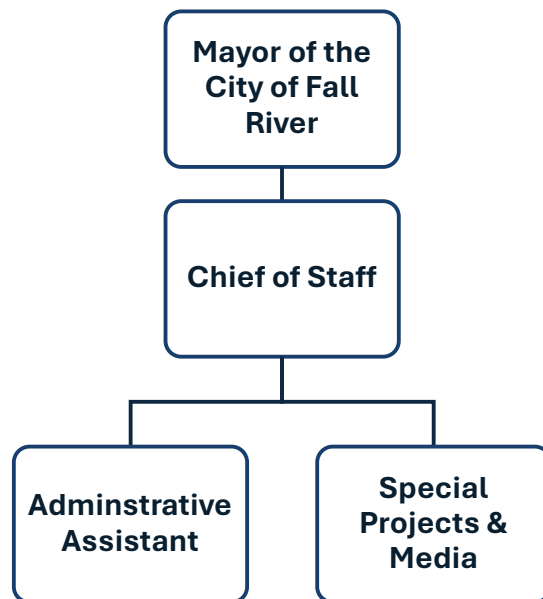 Mayor of the
City of Fall
River
Chief of Staff
Adminstrative
Assistant
Special
Projects &
Media